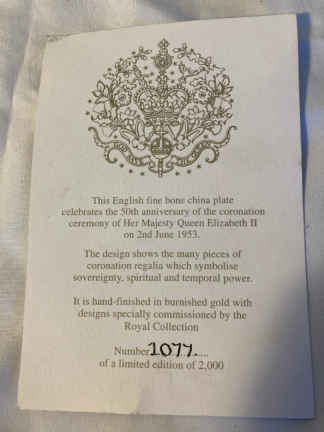 This English fine bone china plate
celebrates the 50th anniversary of the coronation
ceremony of Her Majesty Queen Elizabeth II
on 2nd June 1953.
The design shows the many pieces of
coronation regalia which symbolise
sovereignty, spiritual and temporal power.
It is hand-finished in burnished gold with
designs specially commissioned by the
Royal Collection
Number 1077.....
of a limited edition of 2,000